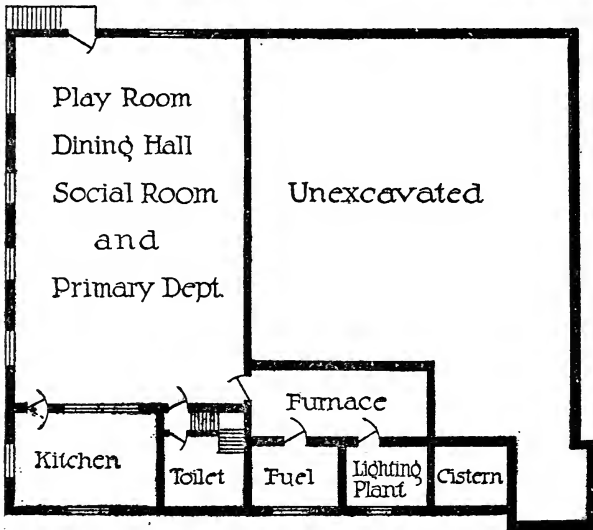 Play Room
Dining Hall
Social Room
and
Primary Dept.
Unexcavated
Furnace
Kitchen
Toilet
Fuel
Lighting
Plant
Cistern